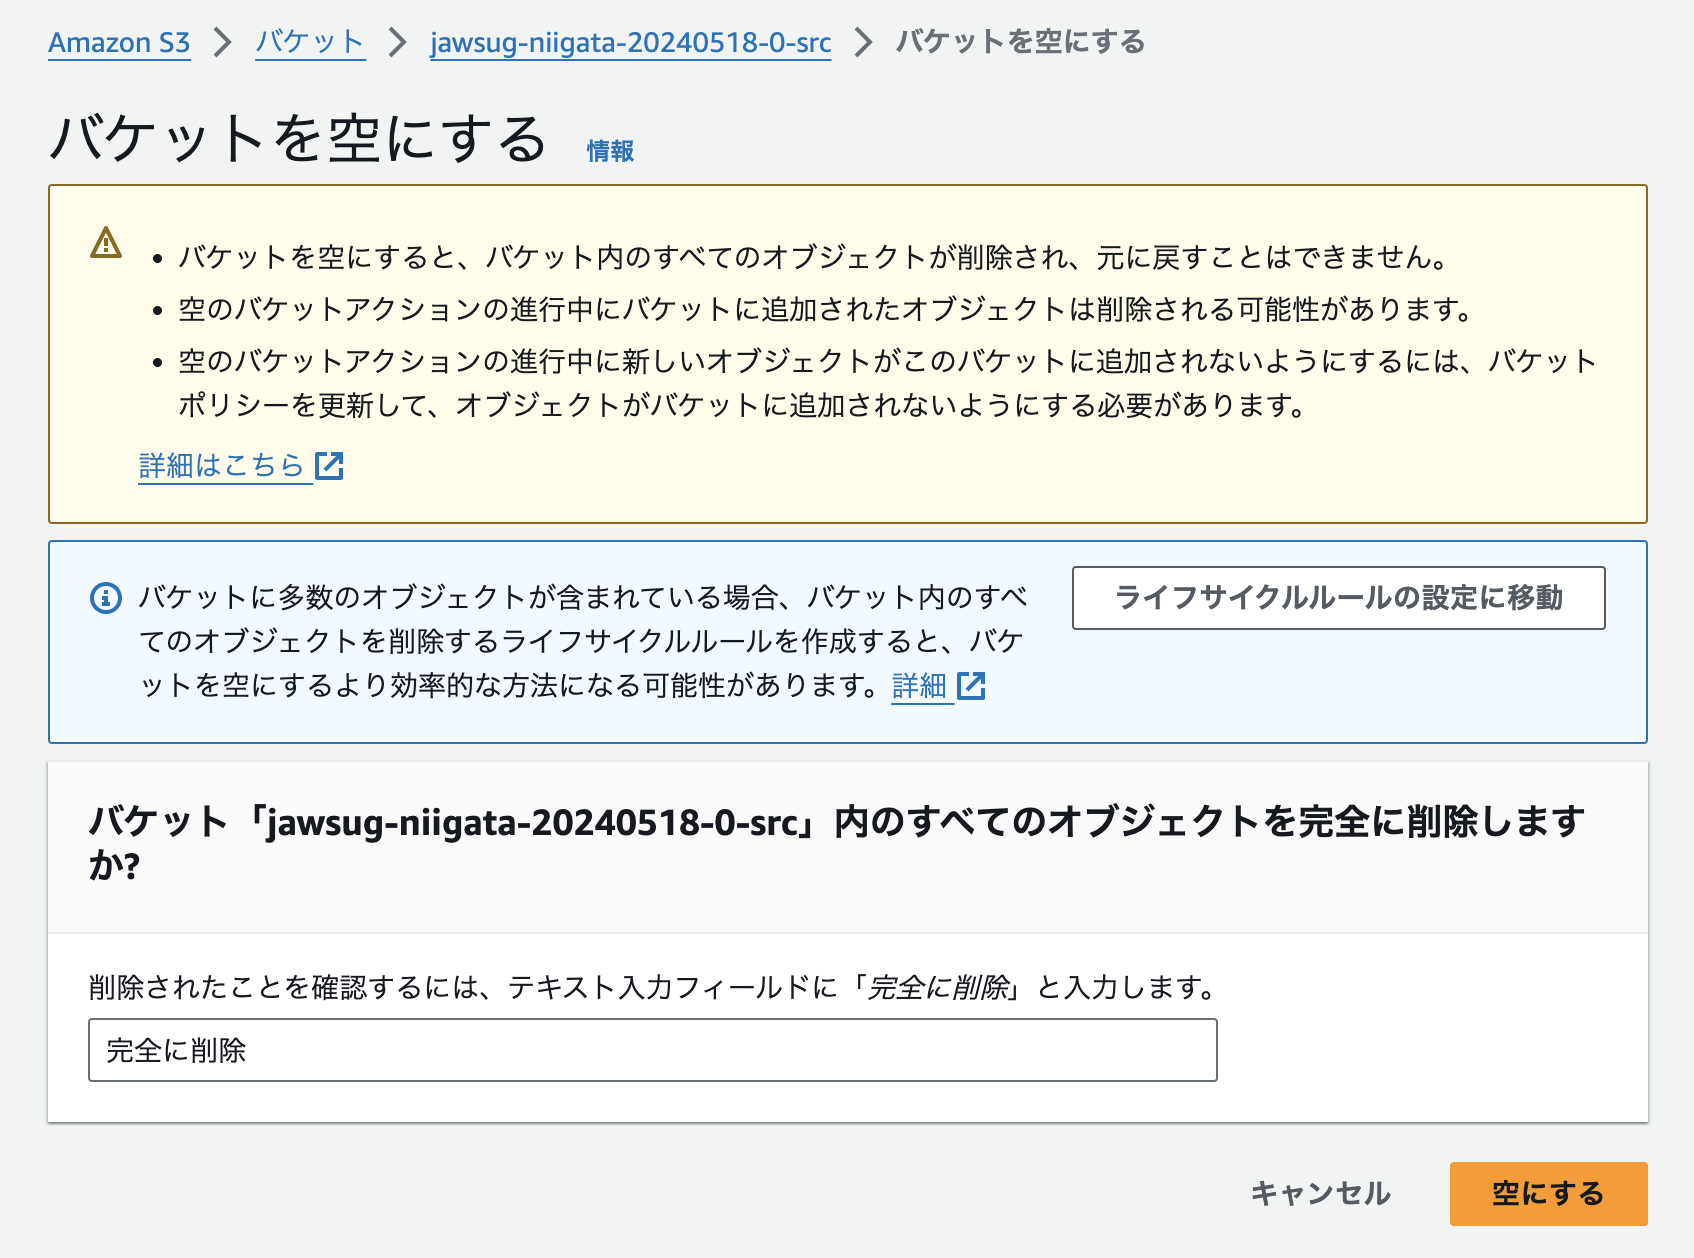 Amazon S3 > バケット > jawsug-niigata-20240518-0-src > バケットを空にする
バケットを空にする 情報
• バケットを空にすると、バケット内のすべてのオブジェクトが削除され、元に戻すことはできません。
• 空のバケットアクションの進行中にバケットに追加されたオブジェクトは削除される可能性があります。
• 空のバケットアクションの進行中に新しいオブジェクトがこのバケットに追加されないようにするには、バケット
ポリシーを更新して、オブジェクトがバケットに追加されないようにする必要があります。
詳細はこちら
バケットに多数のオブジェクトが含まれている場合、バケット内のすべ
てのオブジェクトを削除するライフサイクルルールを作成すると、バケ
ットを空にするより効率的な方法になる可能性があります。詳細
ライフサイクルルールの設定に移動
バケット「jawsug-niigata-20240518-0-src」内のすべてのオブジェクトを完全に削除します
か?
削除されたことを確認するには、テキスト入力フィールドに「完全に削除」と入力します。
完全に削除
キャンセル
空にする